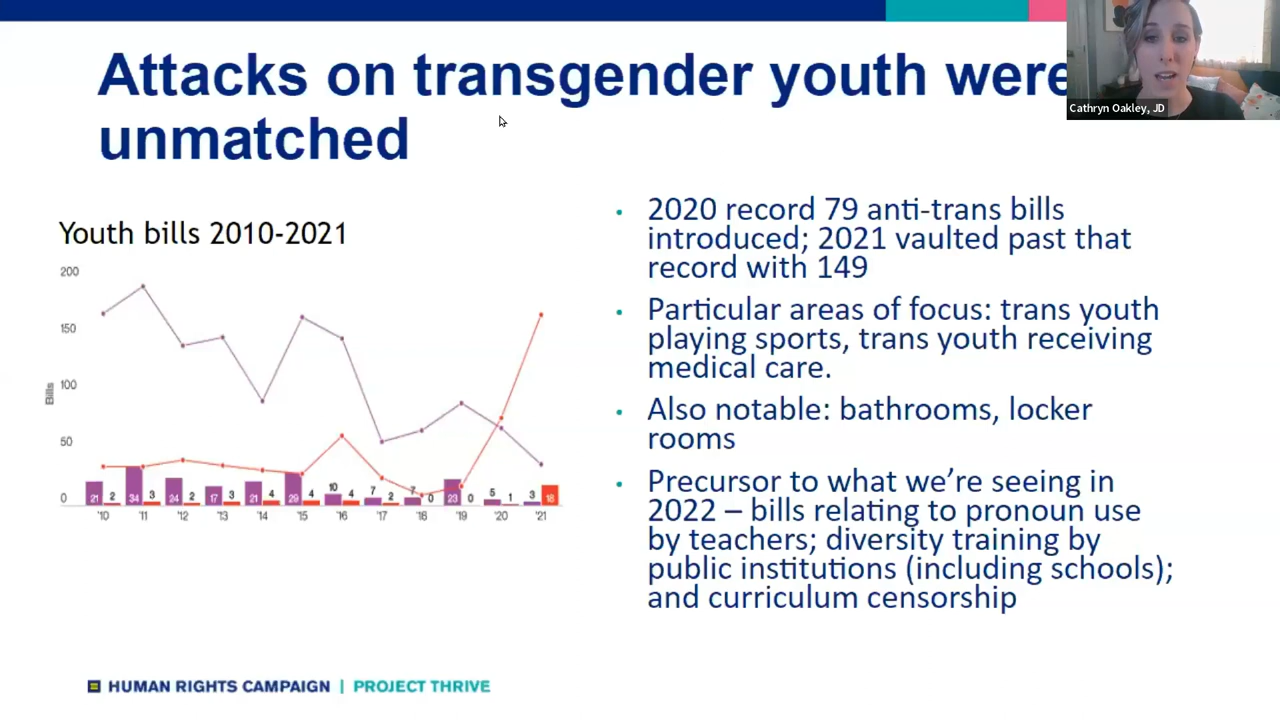 Attacks on transgender youth were
unmatched
Cathryn Oakley, JD
Youth bills 2010-2021
200
150
100
50
0
Bills
21 2 34 3 24 2 17 3 21 4 29 4 10 4 7 2 7 0 23 0 5 1 3 18
'10 '11 '12 '13 '14 '15 '16 '17 '18 '19 '20 '21
• 2020 record 79 anti-trans bills
introduced; 2021 vaulted past that
record with 149
• Particular areas of focus: trans youth
playing sports, trans youth receiving
medical care.
• Also notable: bathrooms, locker
rooms
• Precursor to what we’re seeing in
2022 – bills relating to pronoun use
by teachers; diversity training by
public institutions (including schools);
and curriculum censorship
HUMAN RIGHTS CAMPAIGN | PROJECT THRIVE